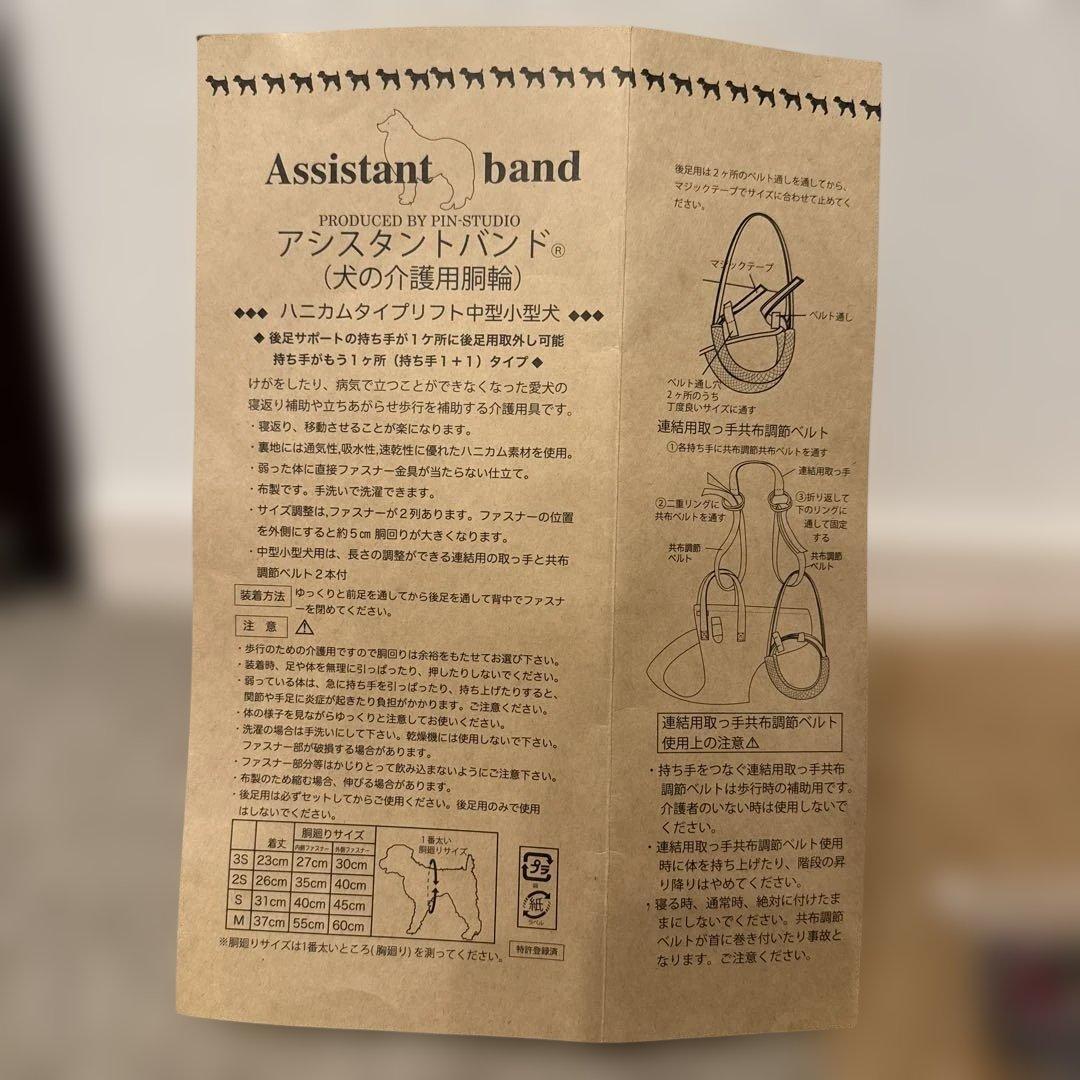 Assistant band
PRODUCED BY PIN-STUDIO
アシスタントバンド®
(犬の介護用胴輪)
◆◆◆ ハニカムタイプリフト中型小型犬 ◆◆◆
◆ 後足サポートの持ち手が1ケ所に後足用取外し可能
持ち手がもう1ヶ所（持ち手1＋1）タイプ ◆
けがをしたり、病気で立つことができなくなった愛犬の
寝返り補助や立ちあがらせ歩行を補助する介護用具です。
・寝返り、移動させることが楽になります。
・裏地には通気性,吸水性,速乾性に優れたハニカム素材を使用。
・弱った体に直接ファスナー金具が当たらない仕立て。
・布製です。手洗いで洗濯できます。
・サイズ調整は,ファスナーが2列あります。ファスナーの位置
を外側にすると約5㎝ 胴回りが大きくなります。
・中型小型犬用は、長さの調整ができる連結用の取っ手と共布
調節ベルト2本付
装着方法 ゆっくりと前足を通してから後足を通して背中でファスナ
ーを閉めてください。
注 意 ⚠
・歩行のための介護用ですので胴回りは余裕をもたせてお選び下さい。
・装着時、足や体を無理に引っぱったり、押したりしないでください。
・弱っている体は、急に持ち手を引っぱったり、持ち上げたりすると、
関節や手足に炎症が起きたり負担がかかります。ご注意ください。
・体の様子を見ながらゆっくりと注意してお使いください。
・洗濯の場合は手洗いにして下さい。乾燥機には使用しないで下さい。
ファスナー部が破損する場合があります。
・ファスナー部分等はかじりとって飲み込まないようにご注意下さい。
・布製のため縮む場合、伸びる場合があります。
・後足用は必ずセットしてからご使用ください。後足用のみで使用
はしないでください。
着丈 胴廻りサイズ
内側ファスナー 外側ファスナー
3S 23cm 27cm 30cm
2S 26cm 35cm 40cm
S 31cm 40cm 45cm
M 37cm 55cm 60cm
1番太い
胴廻りサイズ
プラ
袋
紙
ラベル
※胴廻りサイズは1番太いところ(胸廻り)を測ってください。
特許登録済
後足用は2ヶ所のベルト通しを通してから、
マジックテープでサイズに合わせて止めてく
ださい。
マジックテープ
ベルト通し
ベルト通し穴
2ヶ所のうち
丁度良いサイズに通す
連結用取っ手共布調節ベルト
①各持ち手に共布調節共布ベルトを通す
連結用取っ手
②二重リングに
共布ベルトを通す
③折り返して
下のリングに
通して固定
する
共布調節
ベルト
共布調節
ベルト
連結用取っ手共布調節ベルト
使用上の注意⚠
・持ち手をつなぐ連結用取っ手共布
調節ベルトは歩行時の補助用です。
介護者のいない時は使用しないで
ください。
・連結用取っ手共布調節ベルト使用
時に体を持ち上げたり、階段の昇
り降りはやめてください。
・寝る時、通常時、絶対に付けたま
まにしないでください。共布調節
ベルトが首に巻き付いたり事故と
なります。ご注意ください。